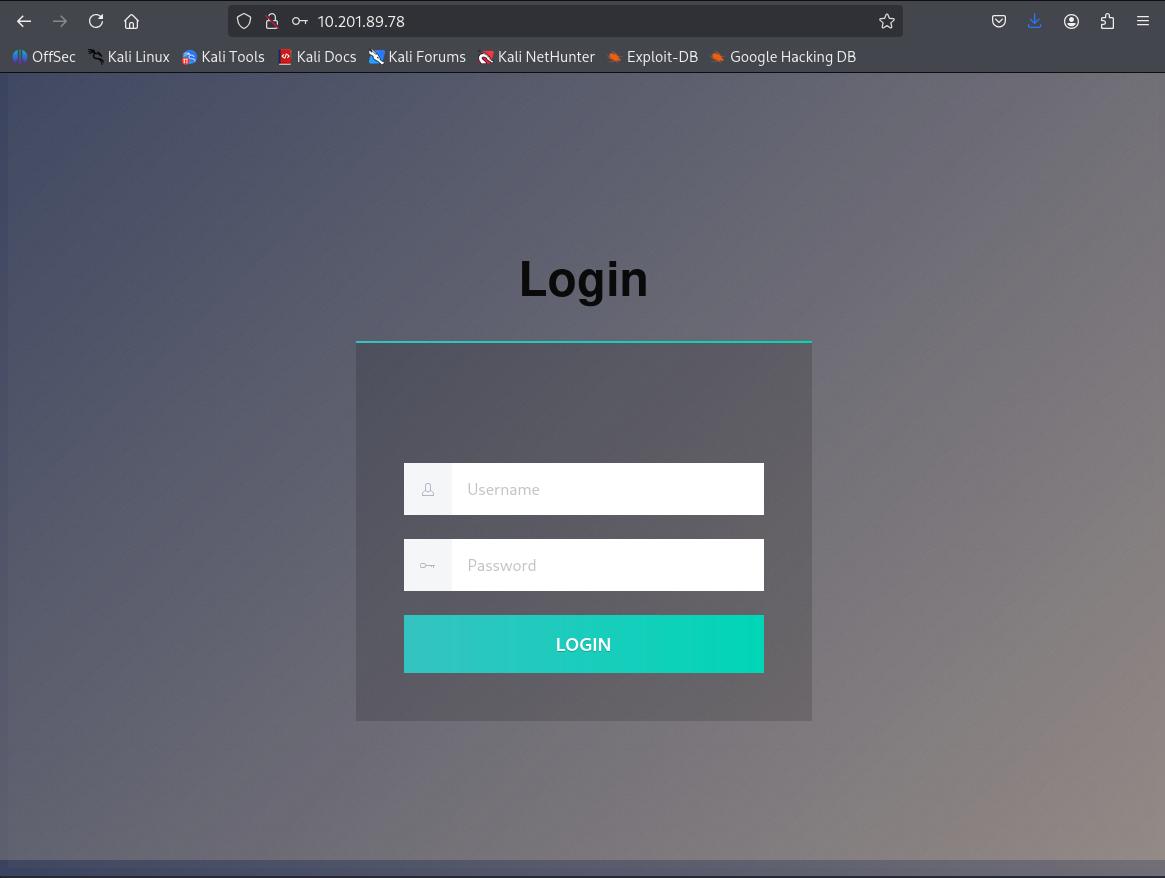 10.201.89.78
OffSec Kali Linux Kali Tools Kali Docs Kali Forums Kali NetHunter Exploit-DB Google Hacking DB
Login
Username
Password
LOGIN